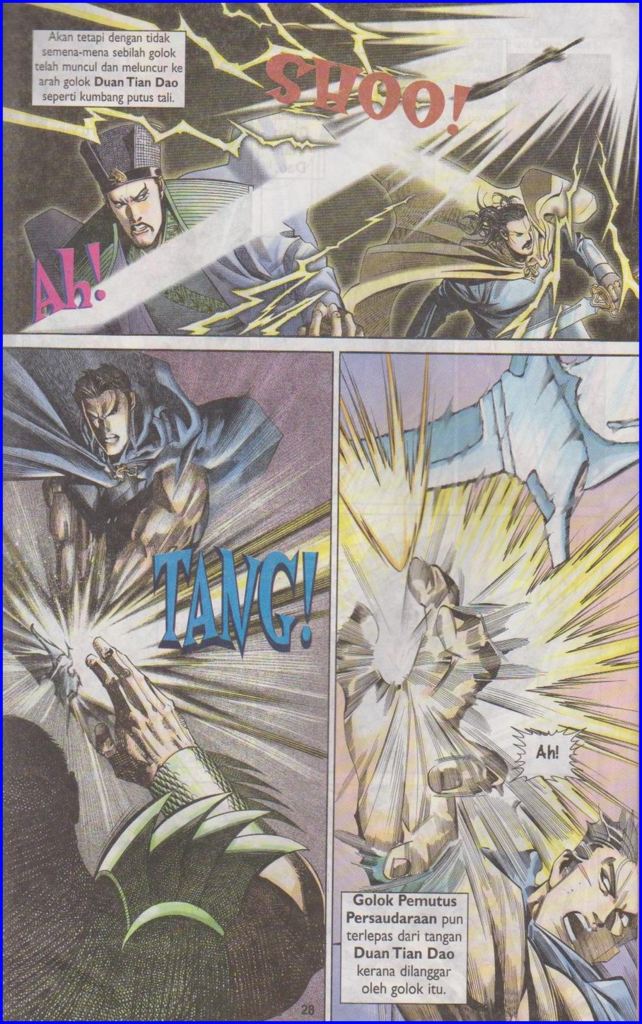 Akan tetapi dengan tidak
semena-mena sebilah golok
telah muncul dan meluncur ke
arah golok Duan Tian Dao
seperti kumbang putus tali.
SHOO!
Ah!
TANG!
Ah!
Golok Pemutus
Persaudaraan pun
terlepas dari tangan
Duan Tian Dao
kerana dilanggar
oleh golok itu.
28